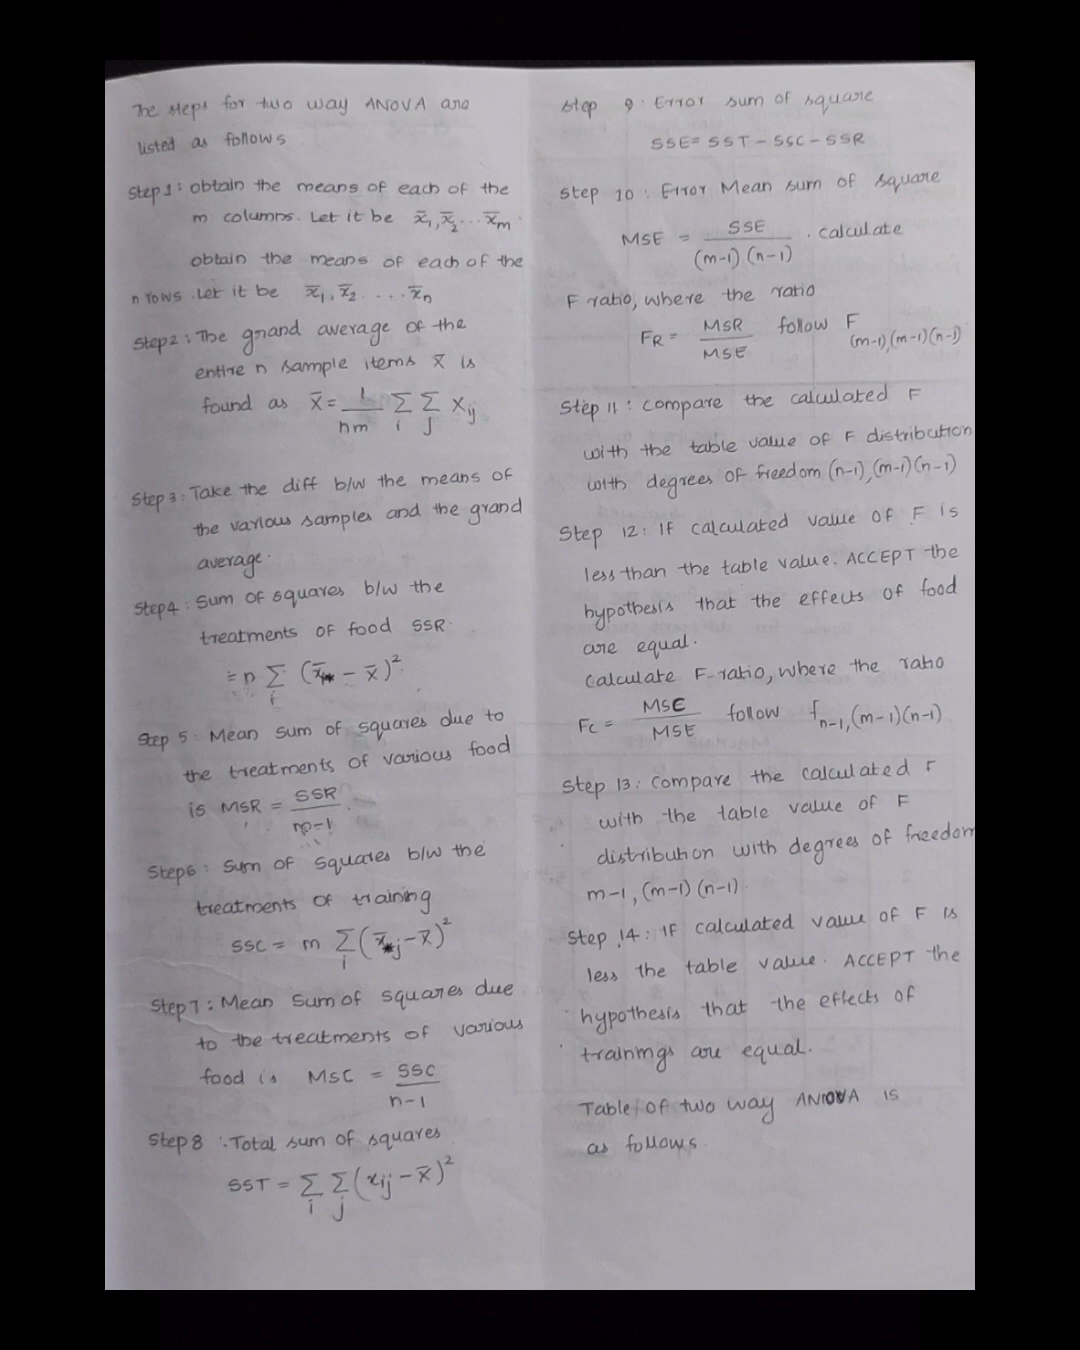 The steps for two way ANOVA are
listed as follows
Step 1: obtain the means of each of the
m columns. Let it be x̄₁, x̄₂ ... x̄m.
obtain the means of each of the
n rows. Let it be x̄₁, x̄₂ .... x̄n
Step 2: The grand average of the
entire n sample items x̄ is
found as x̄ = 1/nm Σi Σj xij
Step 3: Take the diff b/w the means of
the various samples and the grand
average.
Step 4: Sum of squares b/w the
treatments of food SSR.
= n Σi (x̄i* - x̄)²
Step 5: Mean sum of squares due to
the treatments of various food
is MSR = SSR/m-1.
Step 6: Sum of squares b/w the
treatments of training
SSC = m Σi (x̄*j - x̄)²
Step 7: Mean sum of squares due
to the treatments of various
food is MSC = SSC/n-1
Step 8: Total sum of squares
SST = Σi Σj (xij - x̄)²
Step 9: Error sum of square
SSE = SST - SSC - SSR
Step 10: Error Mean sum of square
MSE = SSE/(m-1)(n-1). calculate
F ratio, where the ratio
FR = MSR/MSE follow F(m-1),(m-1)(n-1)
Step 11: compare the calculated F
with the table value of F distribution
with degrees of freedom (n-1), (m-1)(n-1)
Step 12: If calculated value of F is
less than the table value. ACCEPT the
hypothesis that the effects of food
are equal.
Calculate F-ratio, where the ratio
FC = MSE/MSE follow fn-1, (m-1)(n-1)
Step 13: compare the calculated F
with the table value of F
distribution with degrees of freedom
m-1, (m-1) (n-1).
Step 14: If calculated value of F is
less the table value. ACCEPT the
hypothesis that the effects of
trainings are equal.
Table of two way ANOVA is
as follows.